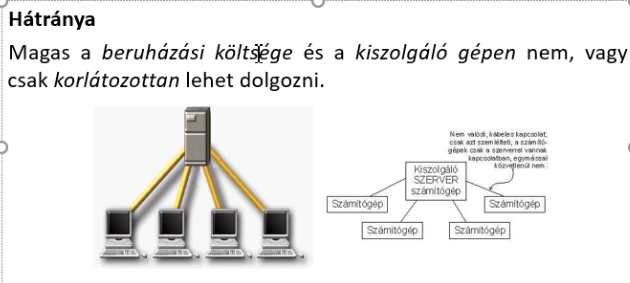 Hátránya
Magas a beruházási költsége és a kiszolgáló gépen nem, vagy
csak korlátozottan lehet dolgozni.
Nem valódi, kábeles kapcsolat,
csak azt szemlélteti, a számító-
gépek csak a szerverrel vannak
kapcsolatban, egymással
közvetlenül nem.
Kiszolgáló
SZERVER
számítógép
Számítógép
Számítógép
Számítógép
Számítógép